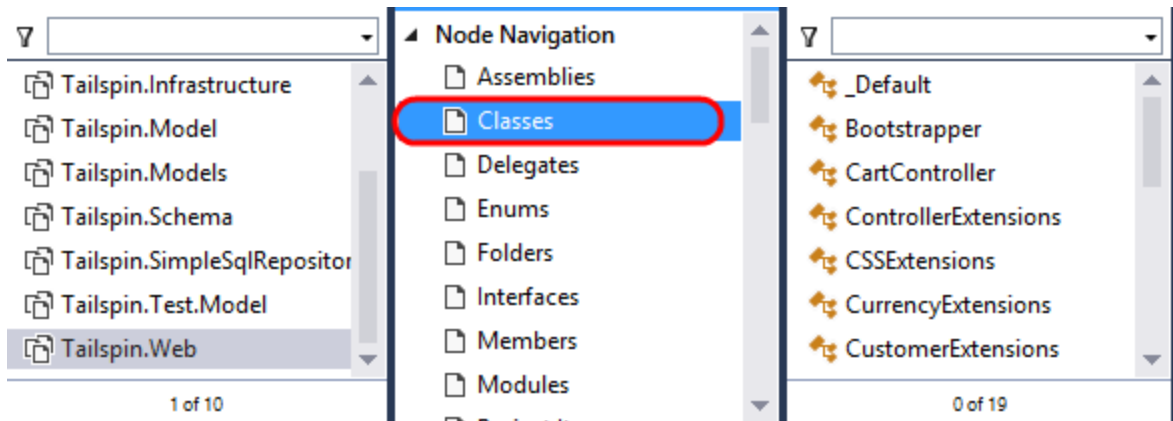 Tailspin.Infrastructure
Tailspin.Model
Tailspin.Models
Tailspin.Schema
Tailspin.SimpleSqlRepositor
Tailspin.Test.Model
Tailspin.Web
1 of 10
Node Navigation
Assemblies
Classes
Delegates
Enums
Folders
Interfaces
Members
Modules
_Default
Bootstrapper
CartController
ControllerExtensions
CSSExtensions
CurrencyExtensions
CustomerExtensions
0 of 19